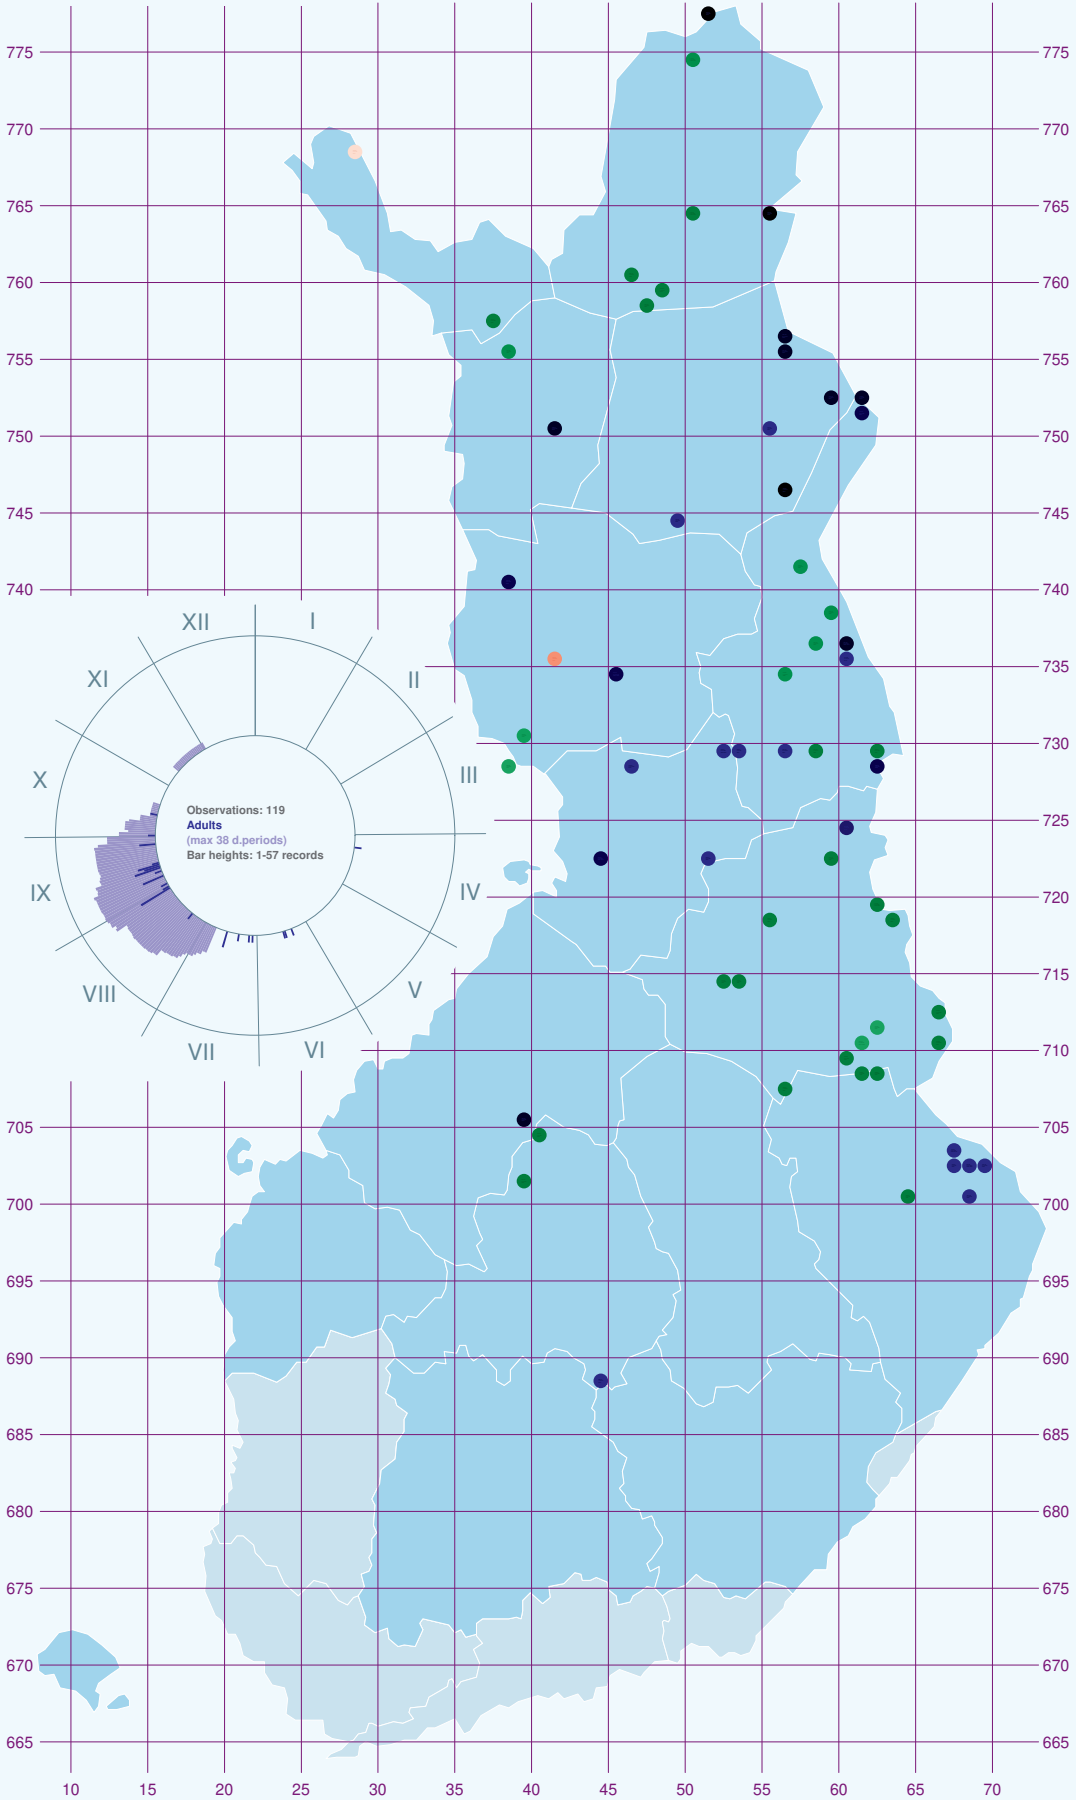 775 775
770 770
765 765
760 760
755 755
750 750
745 745
740 740
XII I
735
XI II
730 730
X III
Observations: 119
Adults
(max 38 d.periods)
Bar heights: 1-57 records
725
IX IV
720
VIII V
715
VII VI
710
705 705
700 700
695 695
690 690
685 685
680 680
675 675
670 670
665 665
10 15 20 25 30 35 40 45 50 55 60 65 70